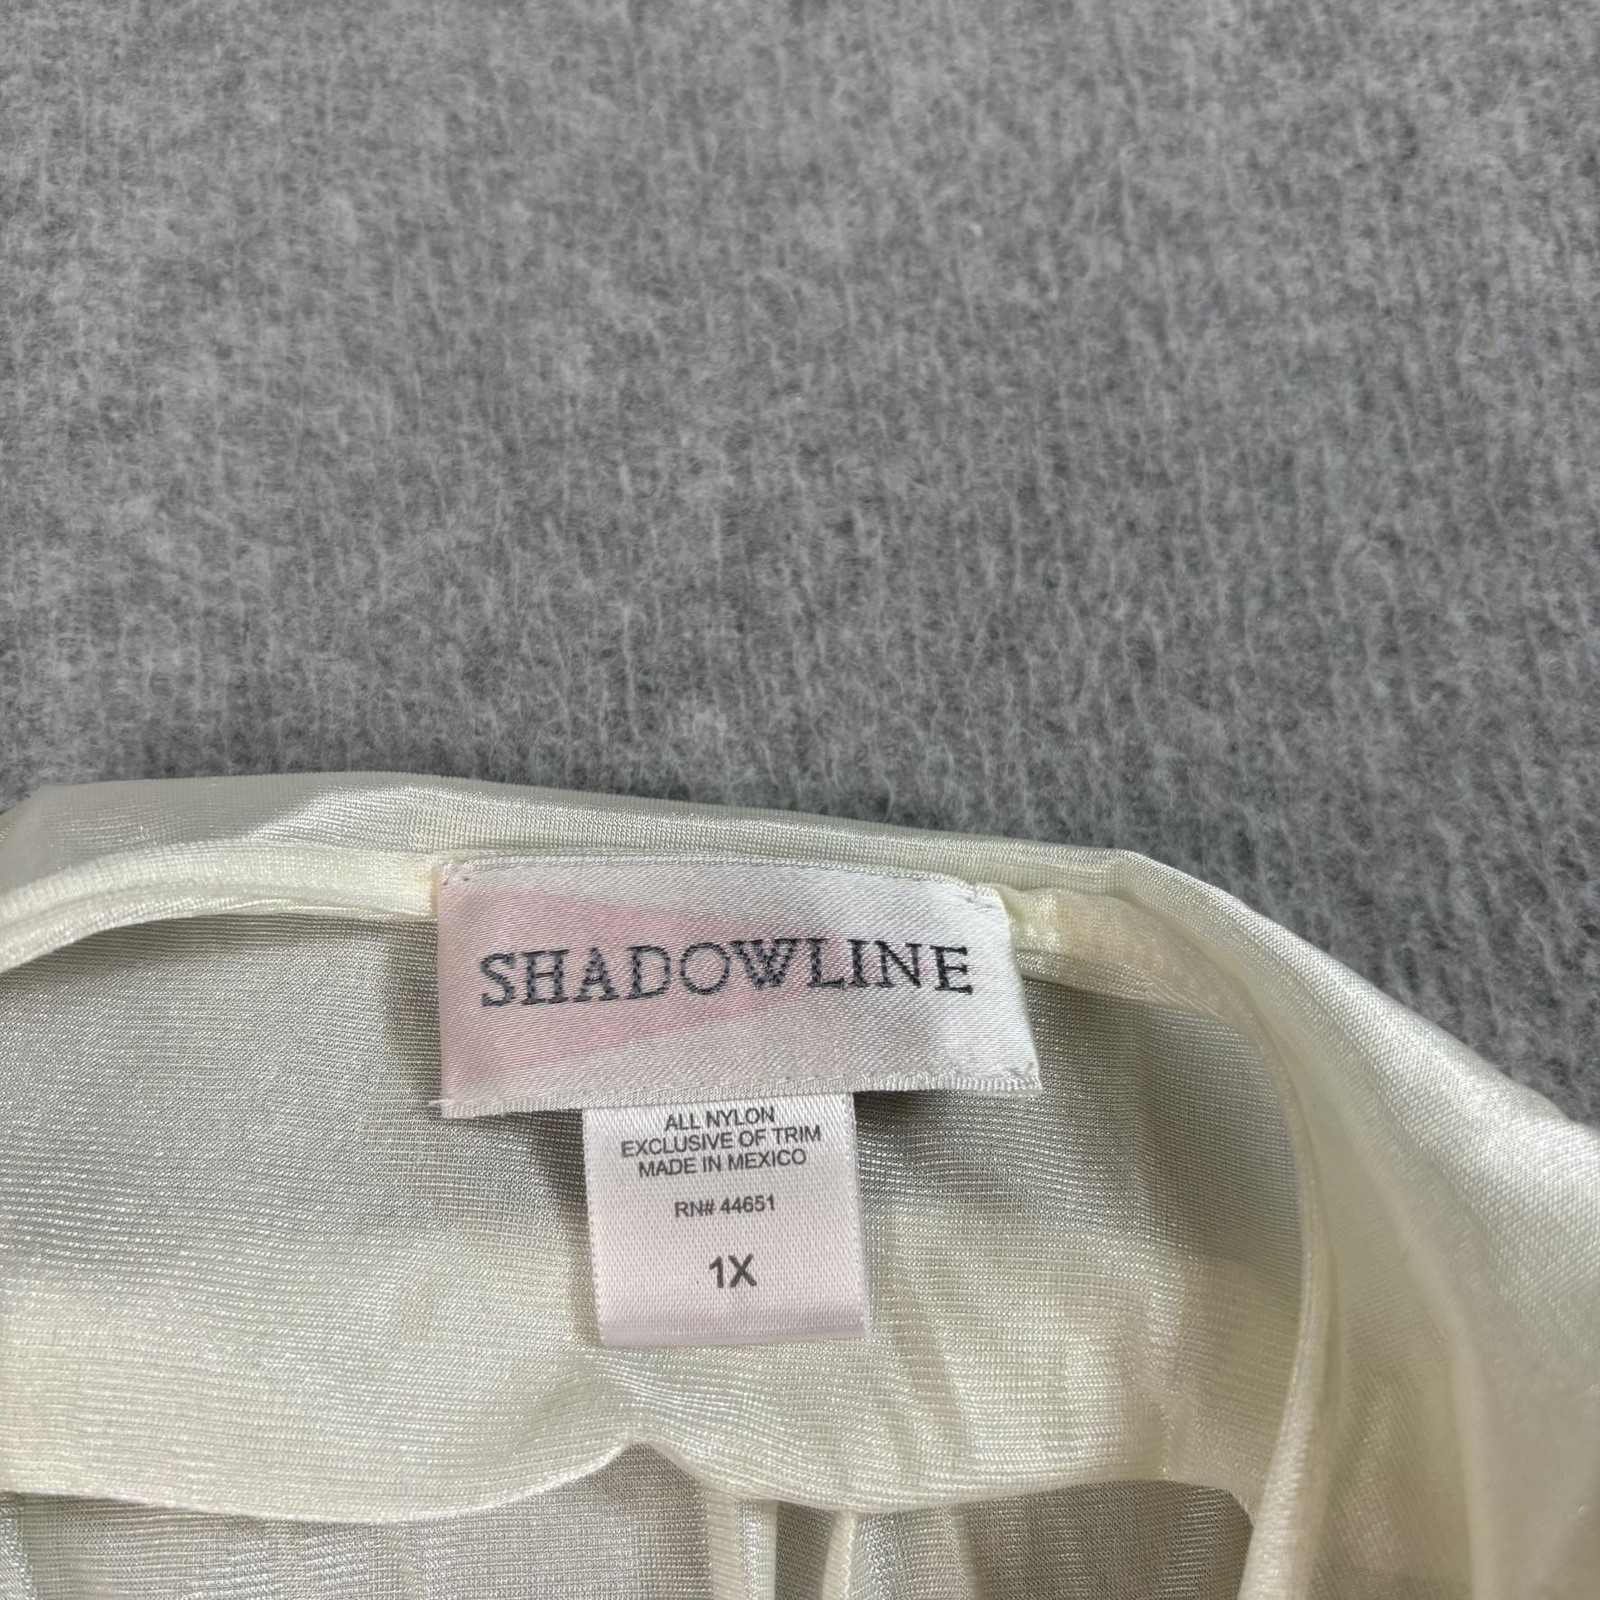 SHADOWLINE
ALL NYLON
EXCLUSIVE OF TRIM
MADE IN MEXICO
RN# 44651
1X